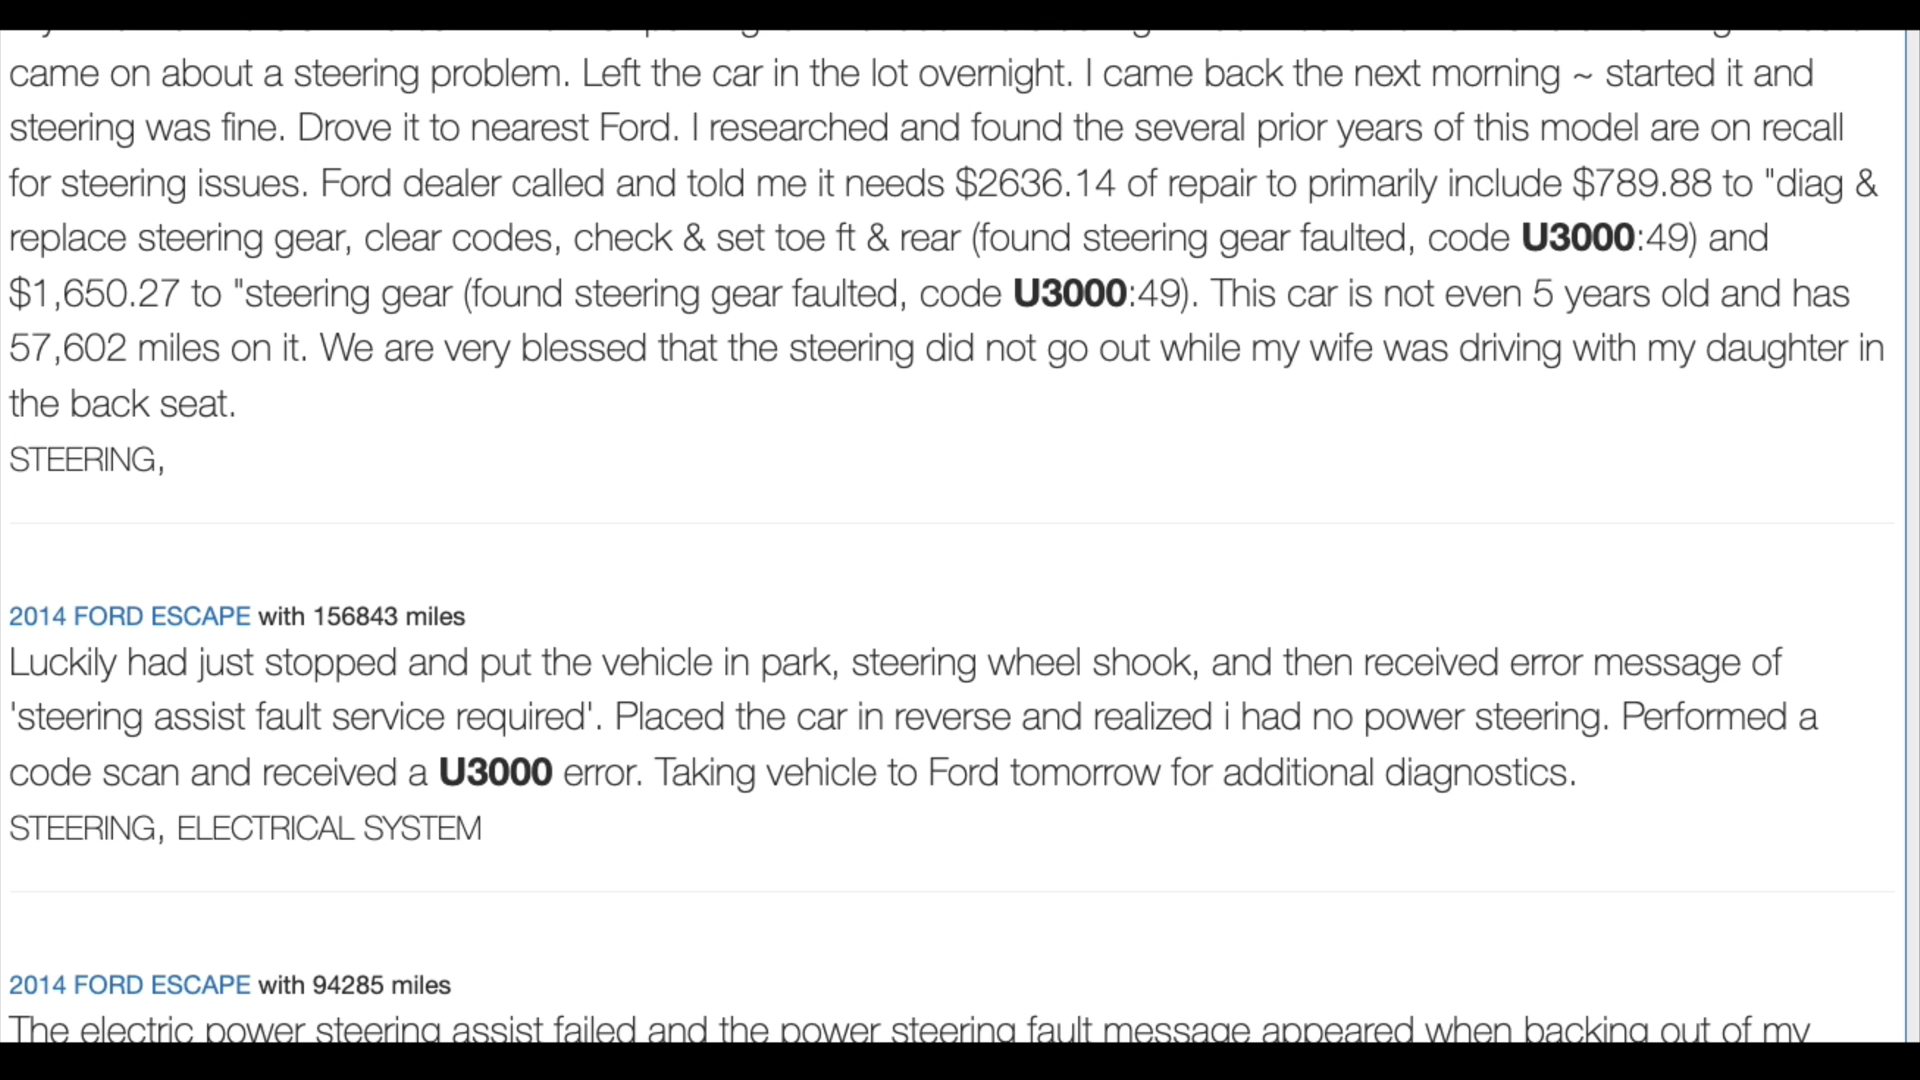 came on about a steering problem. Left the car in the lot overnight. I came back the next morning ~ started it and
steering was fine. Drove it to nearest Ford. I researched and found the several prior years of this model are on recall
for steering issues. Ford dealer called and told me it needs $2636.14 of repair to primarily include $789.88 to "diag &
replace steering gear, clear codes, check & set toe ft & rear (found steering gear faulted, code U3000:49) and
$1,650.27 to "steering gear (found steering gear faulted, code U3000:49). This car is not even 5 years old and has
57,602 miles on it. We are very blessed that the steering did not go out while my wife was driving with my daughter in
the back seat.
STEERING,
2014 FORD ESCAPE with 156843 miles
Luckily had just stopped and put the vehicle in park, steering wheel shook, and then received error message of
'steering assist fault service required'. Placed the car in reverse and realized i had no power steering. Performed a
code scan and received a U3000 error. Taking vehicle to Ford tomorrow for additional diagnostics.
STEERING, ELECTRICAL SYSTEM
2014 FORD ESCAPE with 94285 miles
The electric power steering assist failed and the power steering fault message appeared when backing out of my